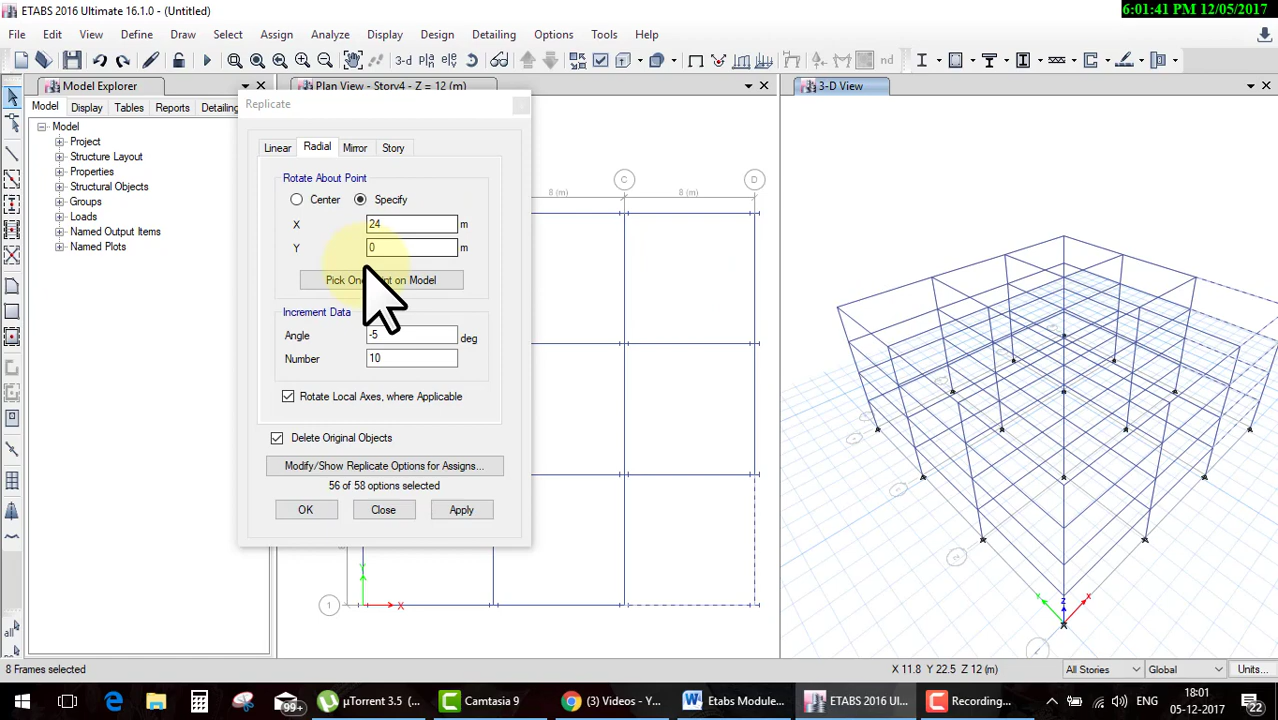 ETABS 2016 Ultimate 16.1.0 - (Untitled)
6:01:41 PM 12/05/2017
File Edit View Define Draw Select Assign Analyze Display Design Detailing Options Tools Help
3-d nd
Model Explorer
Plan View - Story4 - Z = 12 (m)
3-D View
Model Display Tables Reports Detailing
Model
Project
Structure Layout
Properties
Structural Objects
Groups
Loads
Named Output Items
Named Plots
Replicate
Linear Radial Mirror Story
Rotate About Point
Center Specify
X 24 m
Y 0 m
Pick One Point on Model
Increment Data
Angle -5 deg
Number 10
Rotate Local Axes, where Applicable
Delete Original Objects
Modify/Show Replicate Options for Assigns...
56 of 58 options selected
OK Close Apply
C D
8 (m) 8 (m)
1
Y
X
Z
Y X
all
8 Frames selected
X 11.8 Y 22.5 Z 12 (m)
All Stories Global Units...
99+ µTorrent 3.5 (... Camtasia 9 (3) Videos - Y... Etabs Module... ETABS 2016 Ul... Recording... ENG 18:01
05-12-2017 22